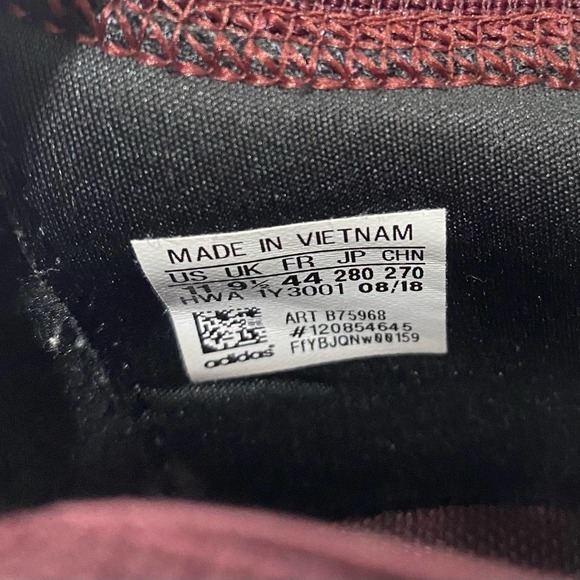 MADE IN VIETNAM
US UK FR JP CHN
11 9½ 44 280 270
HWA 1Y3001 08/18
ART B75968
#120854645
FfYBJQNw00159
adidas